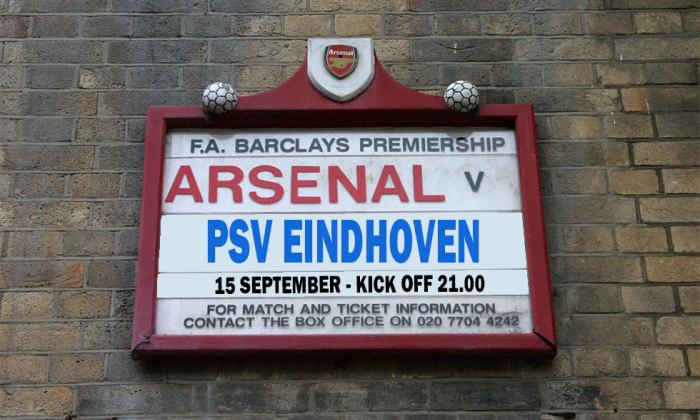 Arsenal
F.A. BARCLAYS PREMIERSHIP
ARSENAL V
PSV EINDHOVEN
15 SEPTEMBER - KICK OFF 21.00
FOR MATCH AND TICKET INFORMATION
CONTACT THE BOX OFFICE ON 020 7704 4242